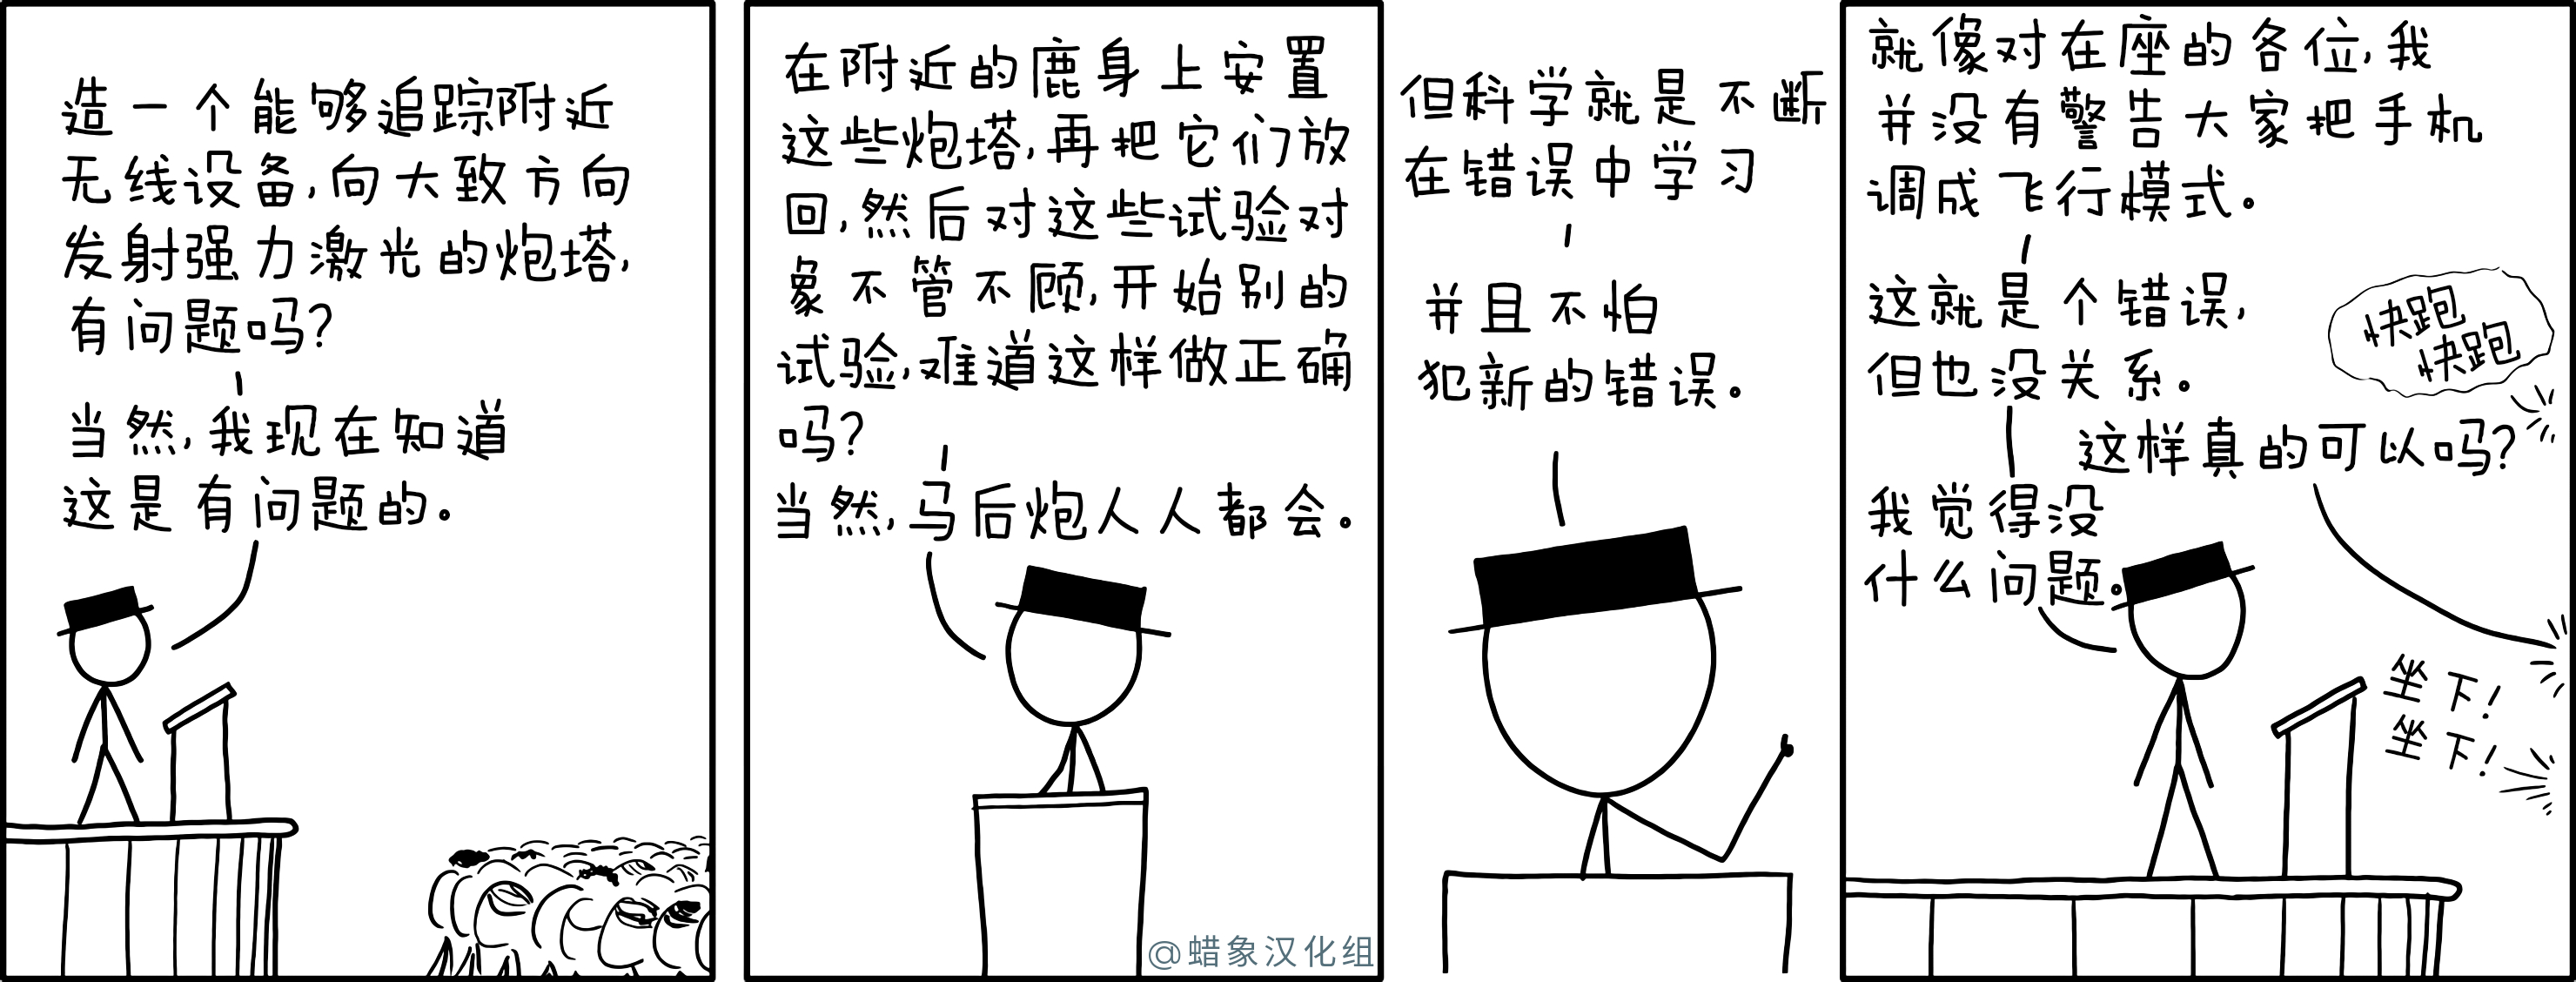 造一个能够追踪附近
无线设备,向大致方向
发射强力激光的炮塔,
有问题吗?
当然,我现在知道
这是有问题的。
在附近的鹿身上安置
这些炮塔,再把它们放
回,然后对这些试验对
象不管不顾,开始别的
试验,难道这样做正确
吗?
当然,马后炮人人都会。
@蜡象汉化组
但科学就是不断
在错误中学习
并且不怕
犯新的错误。
就像对在座的各位,我
并没有警告大家把手机
调成飞行模式。
这就是个错误,
但也没关系。
快跑
快跑
这样真的可以吗?
我觉得没
什么问题。
坐下!
坐下!